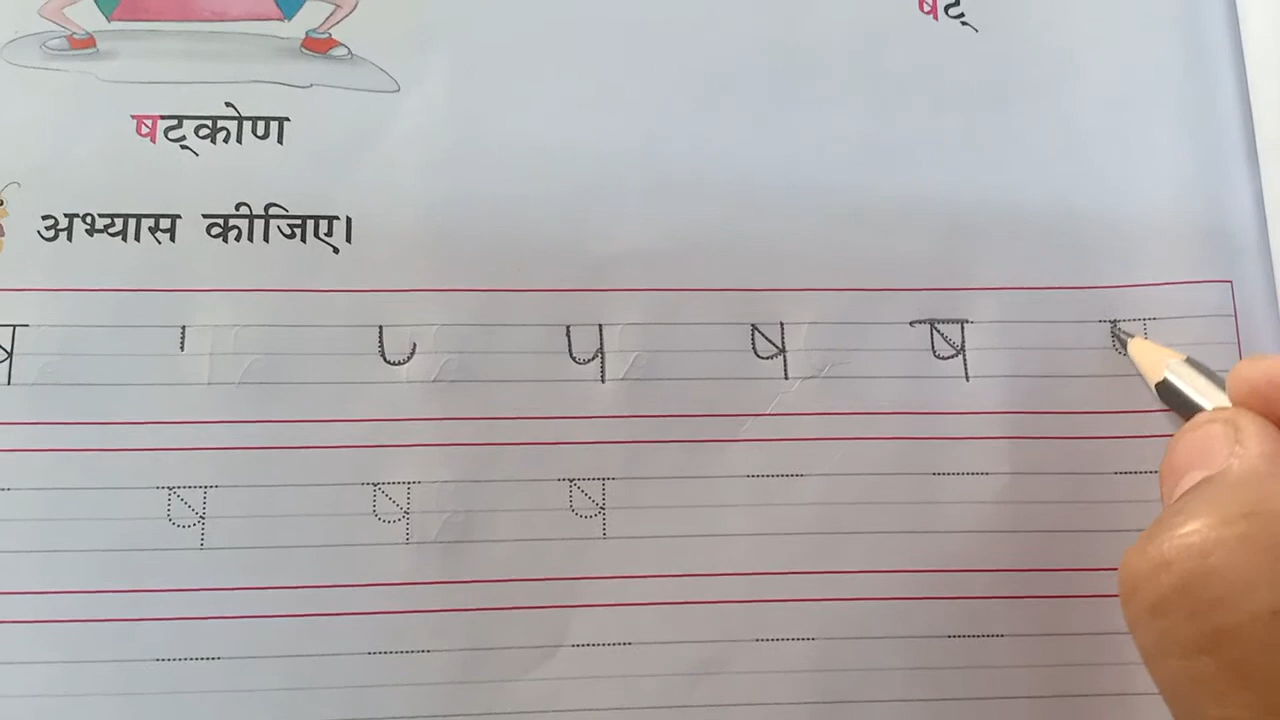 षट्
षट्कोण
अभ्यास कीजिए।
ष प ष ष ष
ष ष ष